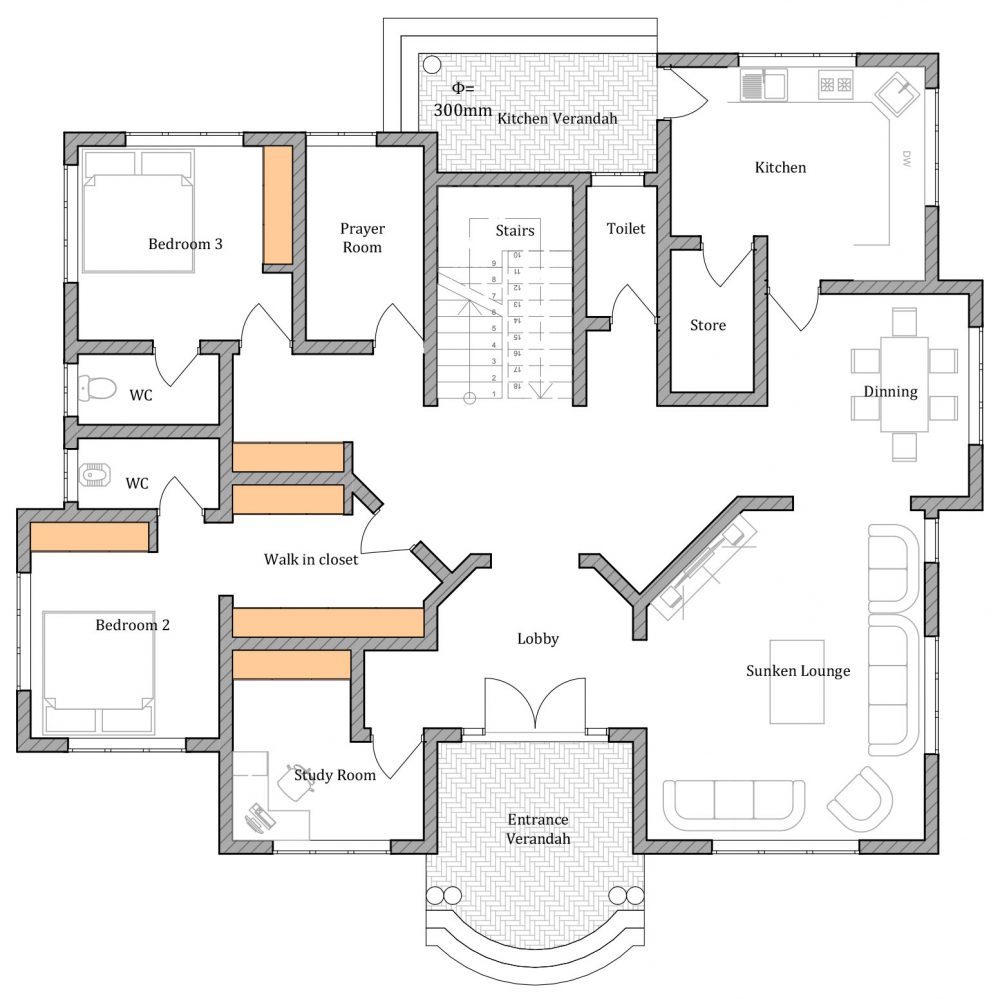 Φ=
300mm
Kitchen Verandah
Kitchen
DW
Bedroom 3
Prayer
Room
Stairs
Toilet
10
9
11
8
12
7
13
6
14
5
15
4
16
3
17
2
18
1
Store
Dinning
WC
WC
Walk in closet
Bedroom 2
Lobby
Sunken Lounge
Study Room
Entrance
Verandah